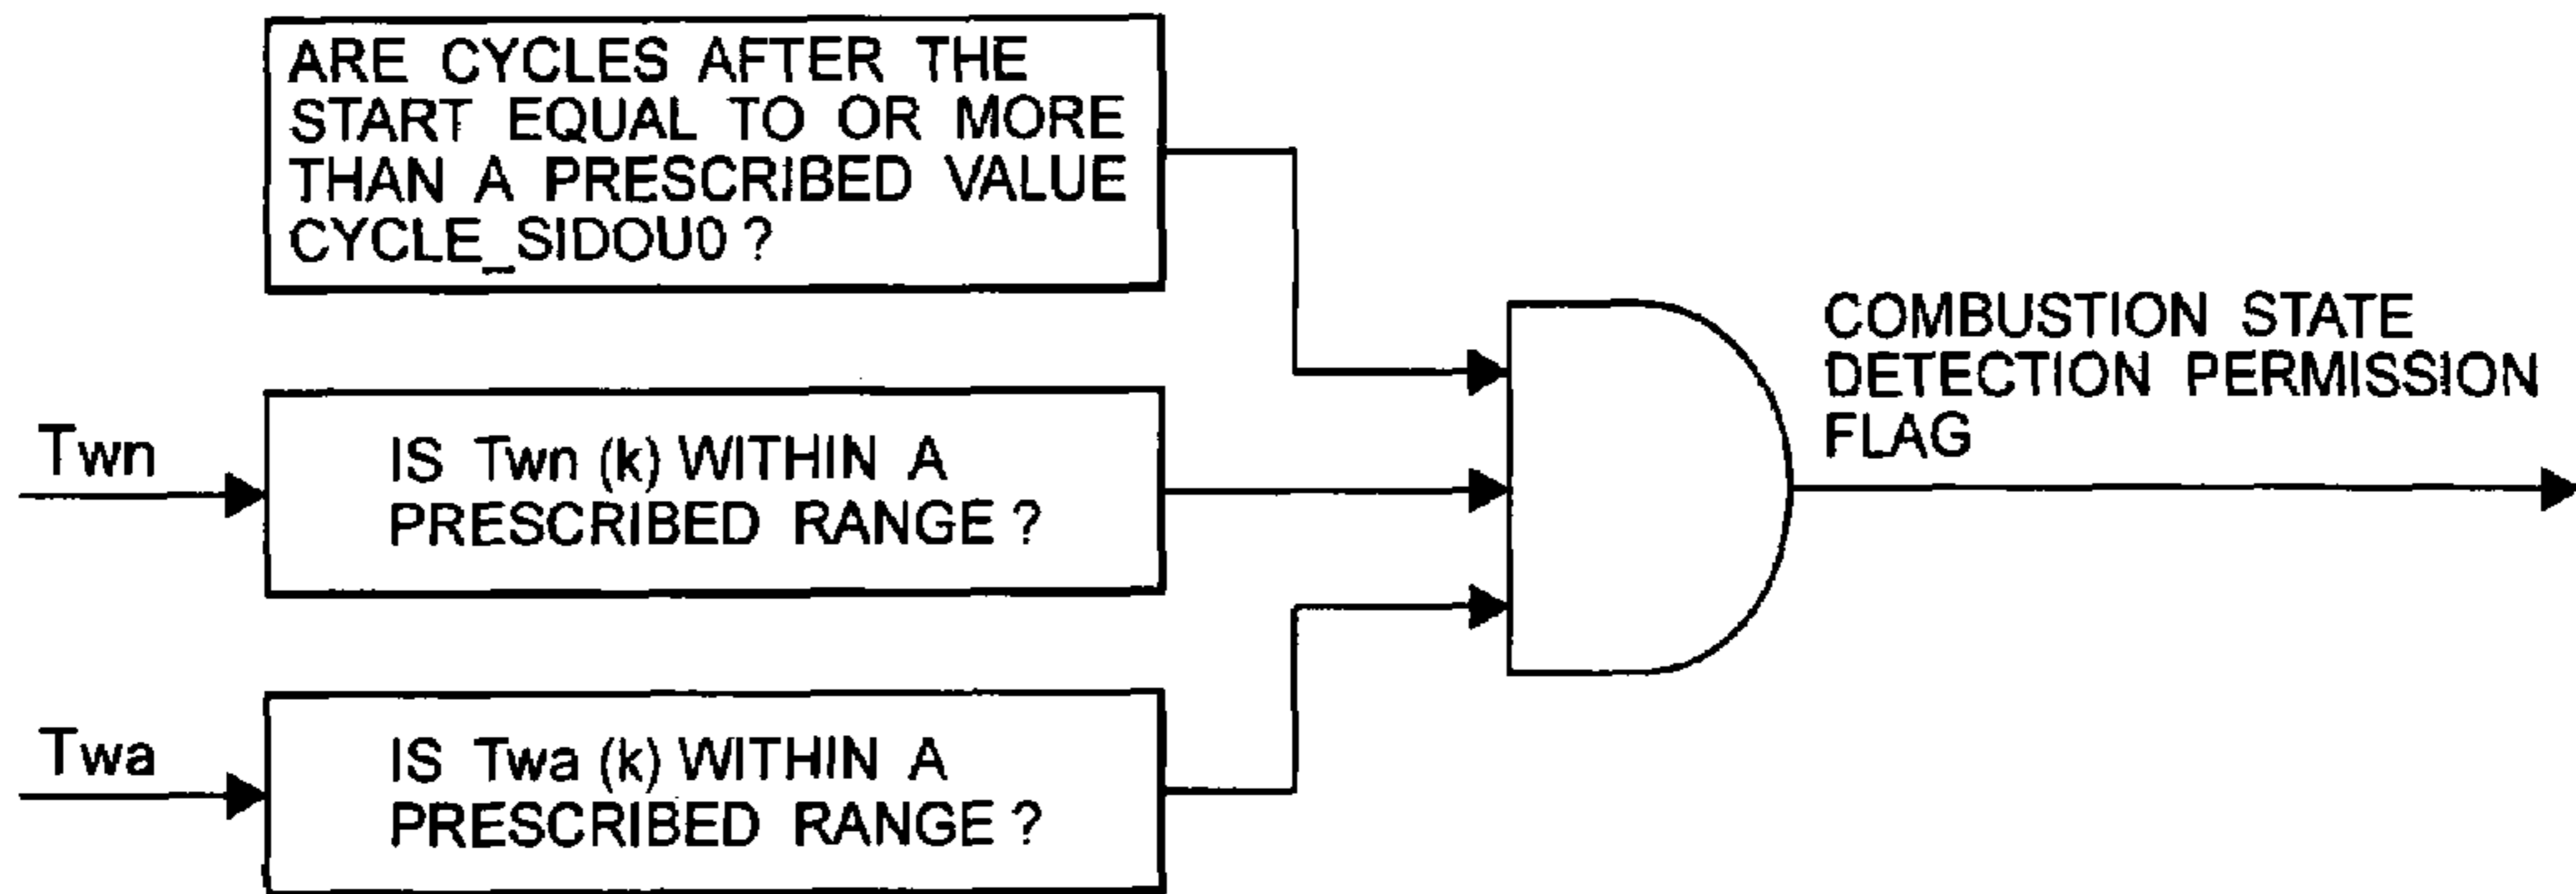 ARE CYCLES AFTER THE
START EQUAL TO OR MORE
THAN A PRESCRIBED VALUE
CYCLE_SIDOU0 ?
Twn
IS Twn (k) WITHIN A
PRESCRIBED RANGE ?
Twa
IS Twa (k) WITHIN A
PRESCRIBED RANGE ?
COMBUSTION STATE
DETECTION PERMISSION
FLAG